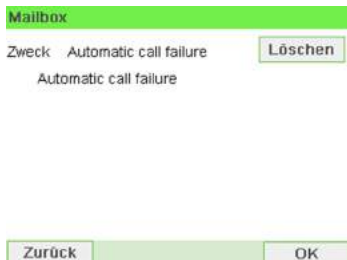 Mailbox
Zweck Automatic call failure Löschen
Automatic call failure
Zurück OK